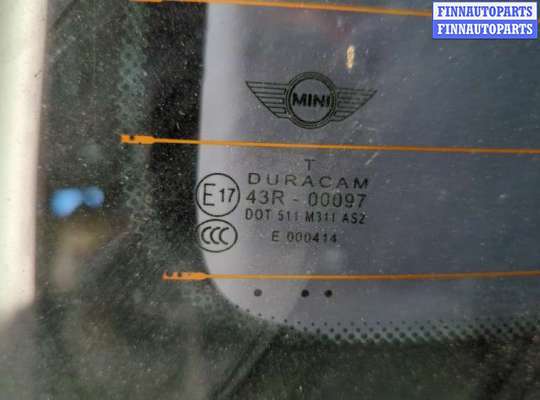 FINNAUTOPARTS
FINNAUTOPARTS
MINI
T
DURACAM
E17 43R - 00097
DOT 511 M311 AS2
CCC E 000414